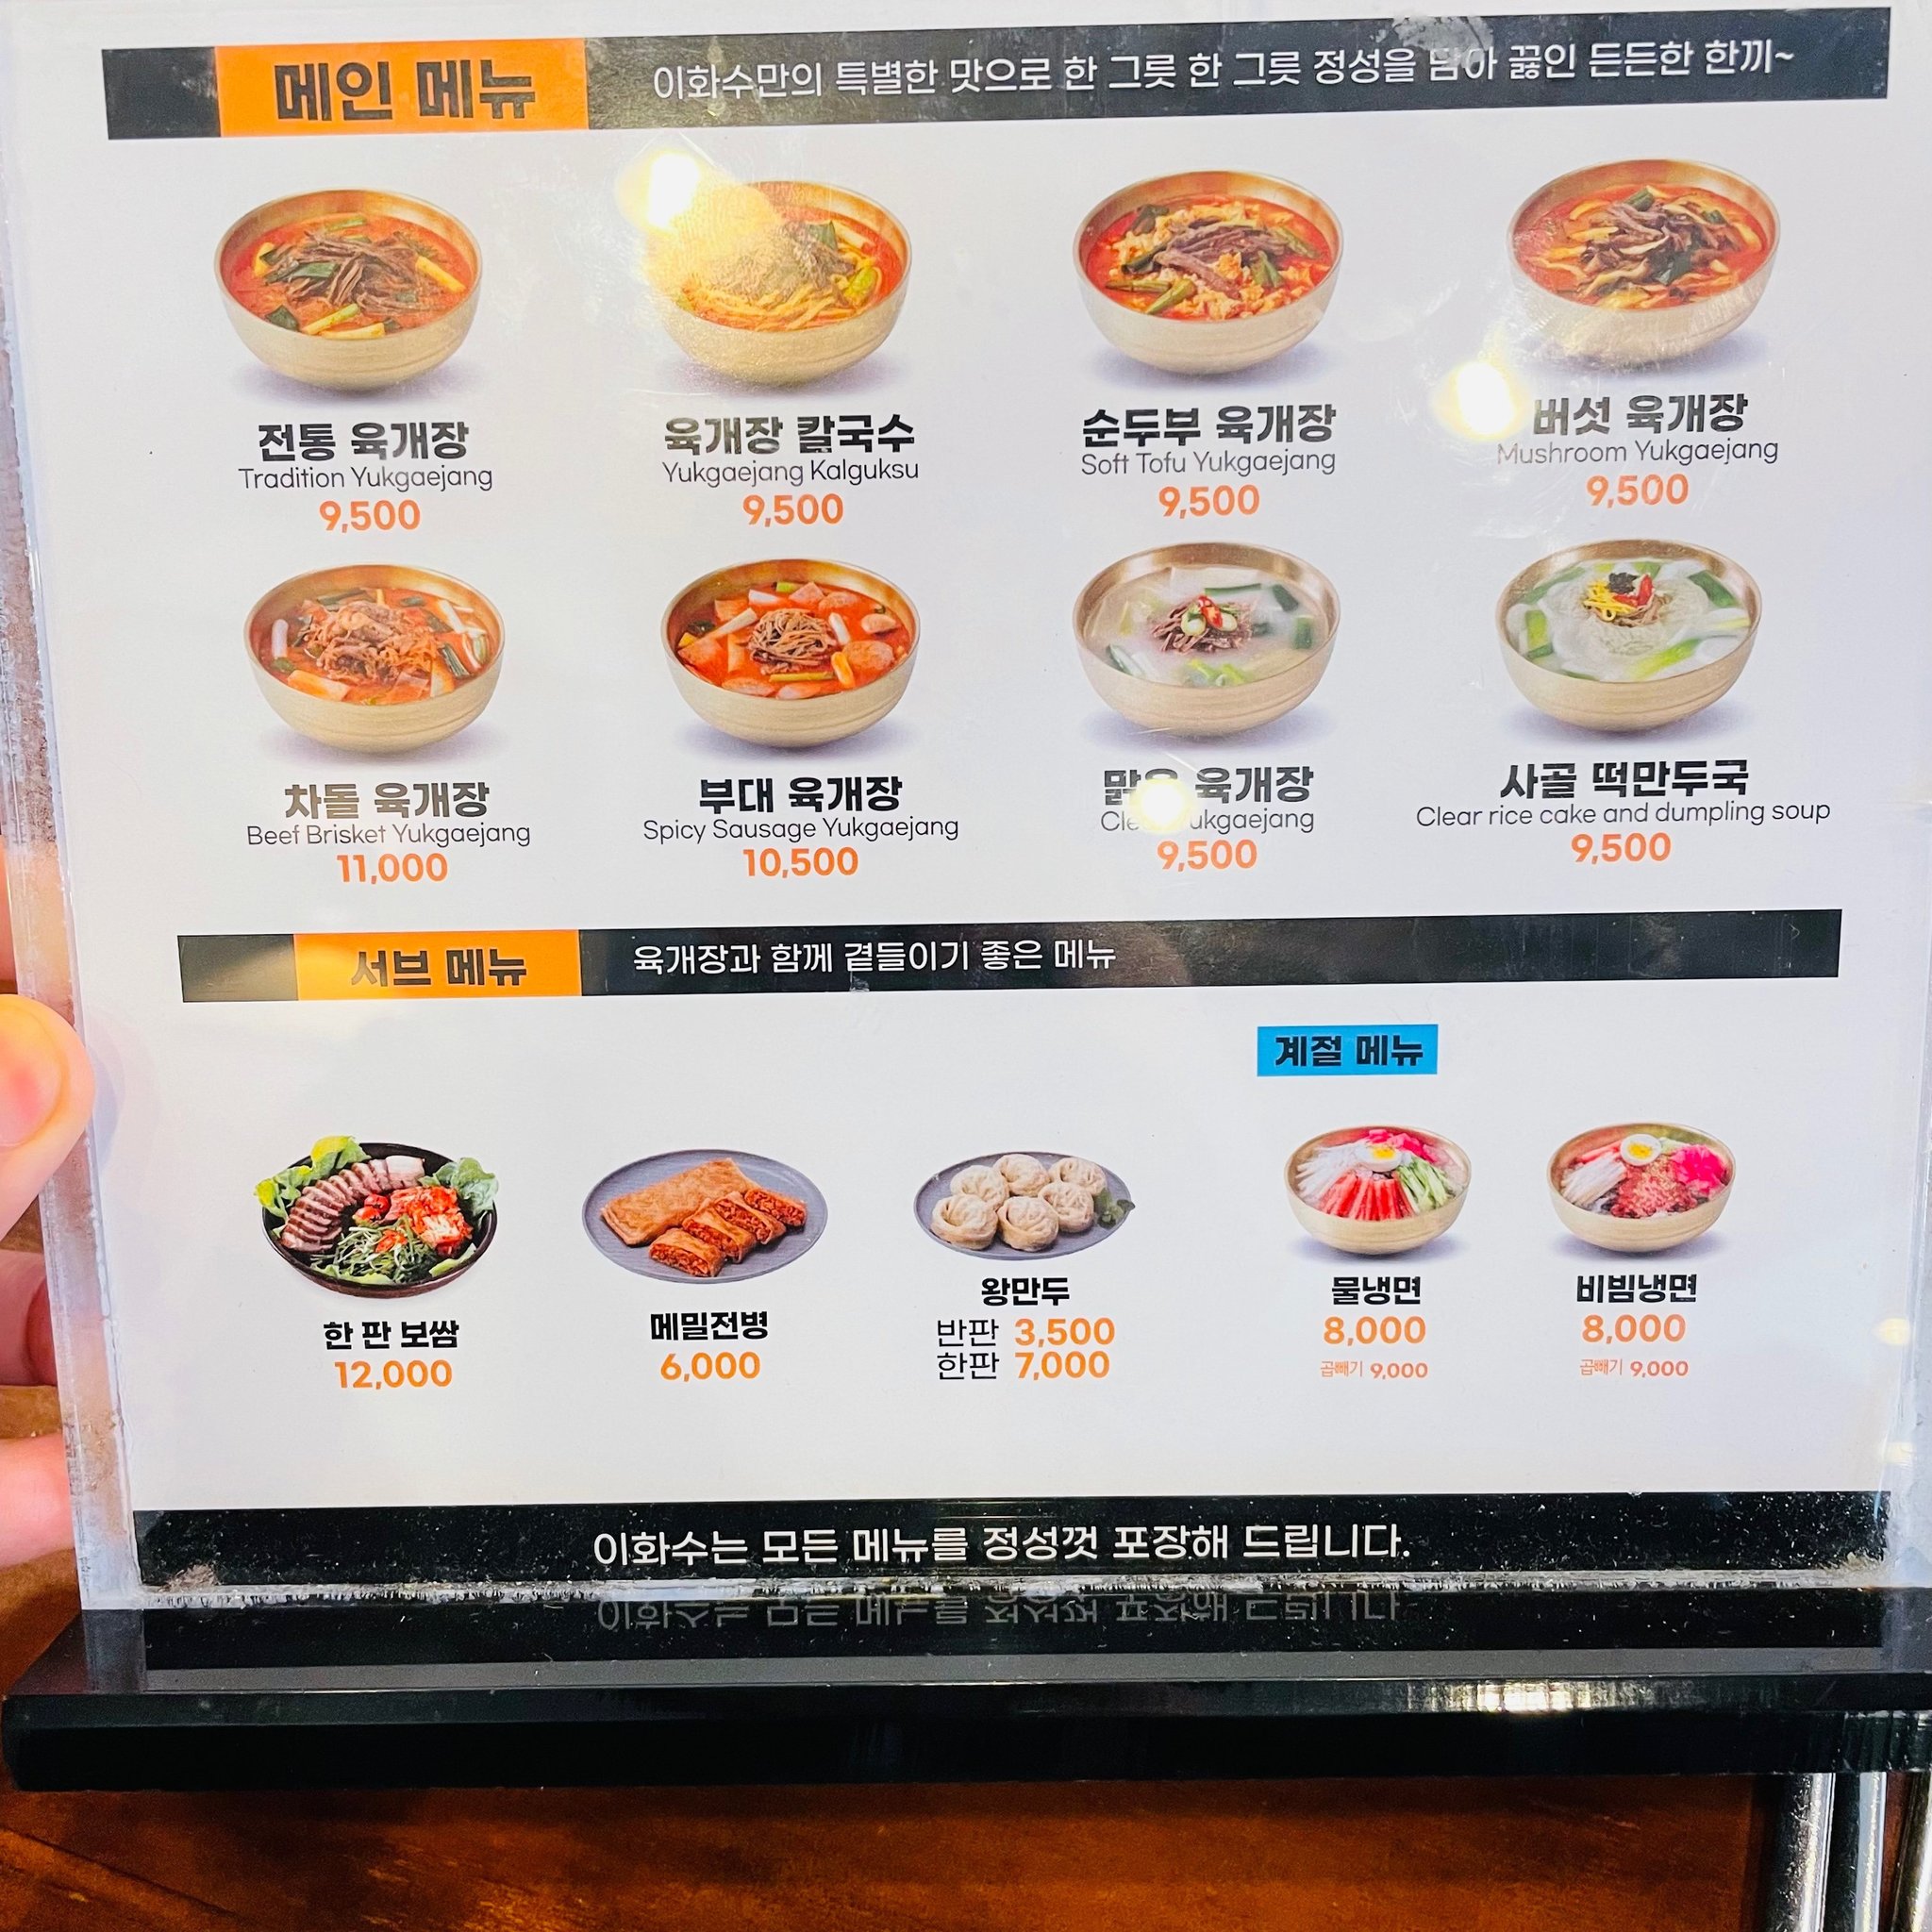 메인 메뉴
이화수만의 특별한 맛으로 한 그릇 한 그릇 정성을 담아 끓인 든든한 한끼~
전통 육개장
Tradition Yukgaejang
9,500
육개장 칼국수
Yukgaejang Kalguksu
9,500
순두부 육개장
Soft Tofu Yukgaejang
9,500
버섯 육개장
Mushroom Yukgaejang
9,500
차돌 육개장
Beef Brisket Yukgaejang
11,000
부대 육개장
Spicy Sausage Yukgaejang
10,500
육개장
9,500
사골 떡만두국
Clear rice cake and dumpling soup
9,500
서브 메뉴
육개장과 함께 곁들이기 좋은 메뉴
계절 메뉴
한 판 보쌈
12,000
메밀전병
6,000
왕만두
반판 3,500
한판 7,000
물냉면
8,000
곱빼기 9,000
비빔냉면
8,000
곱빼기 9,000
이화수는 모든 메뉴를 정성껏 포장해 드립니다.